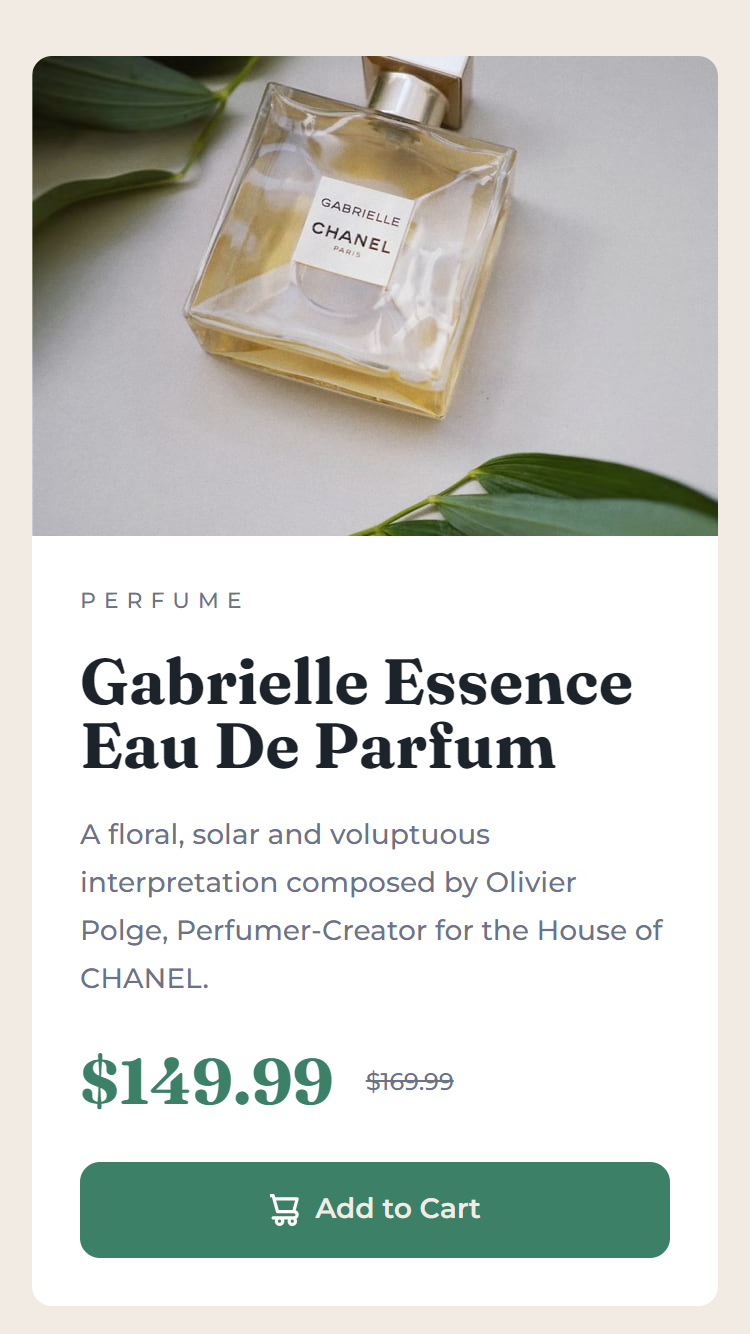 GABRIELLE
CHANEL
PARIS
PERFUME
Gabrielle Essence
Eau De Parfum
A floral, solar and voluptuous
interpretation composed by Olivier
Polge, Perfumer-Creator for the House of
CHANEL.
$149.99 $169.99
Add to Cart